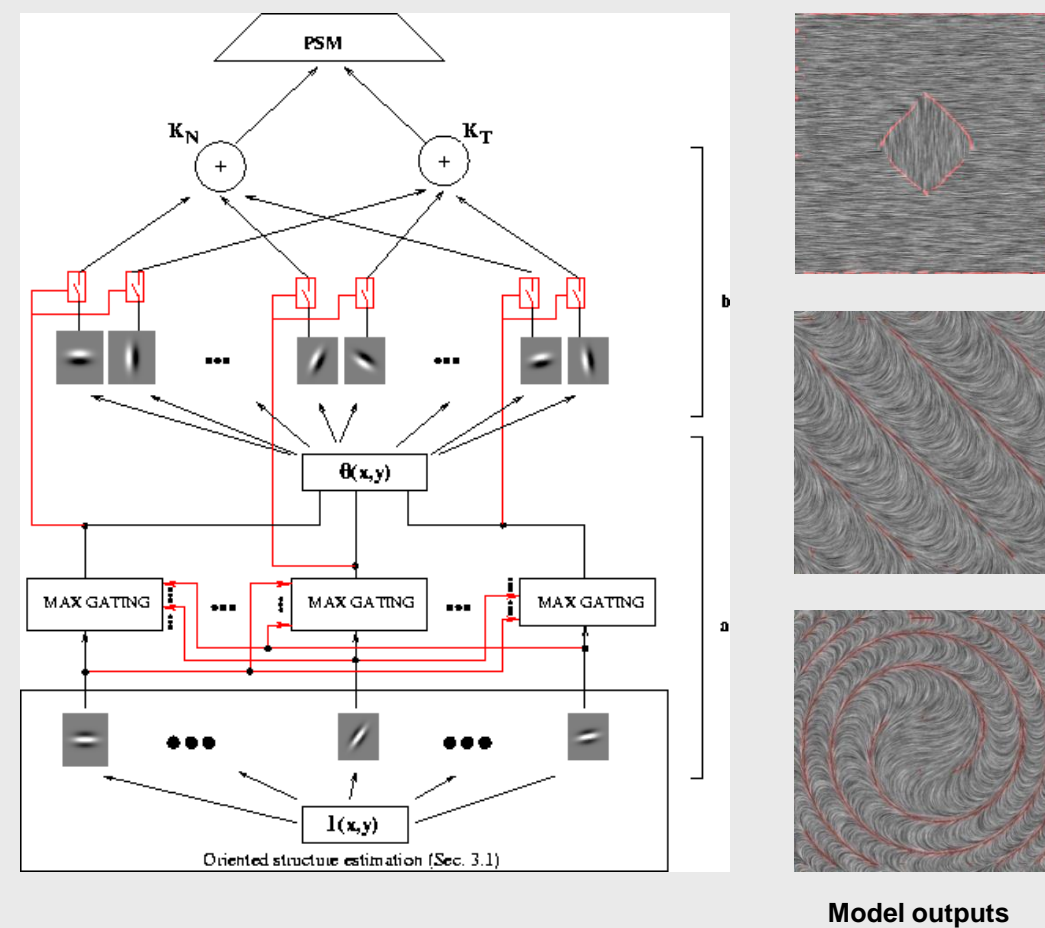 PSM
K_N K_T
+ +
b
θ(x,y)
MAX GATING MAX GATING MAX GATING
a
I(x,y)
Oriented structure estimation (Sec. 3.1)
Model outputs